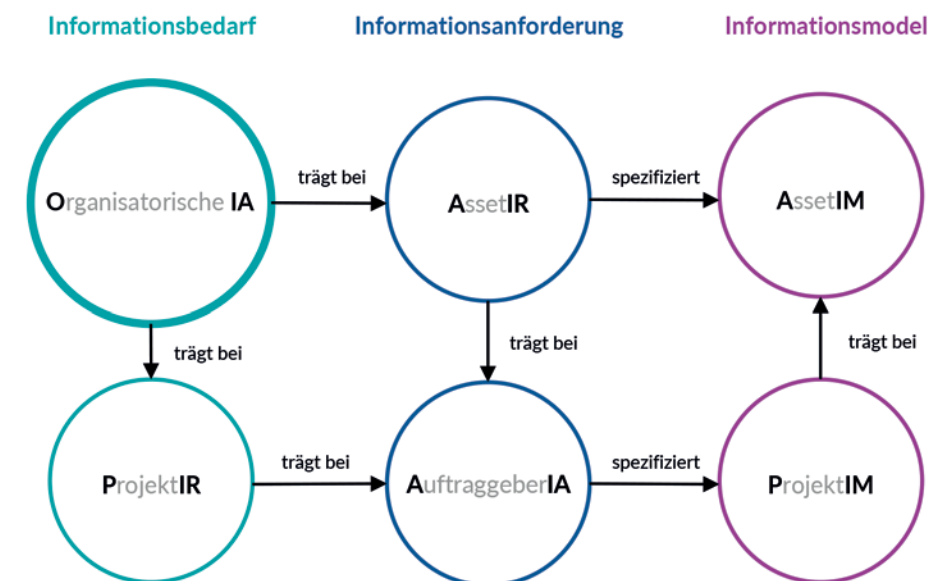 Informationsbedarf
Informationsanforderung
Informationsmodel
Organisatorische IA
trägt bei
AssetIR
spezifiziert
AssetIM
trägt bei
trägt bei
trägt bei
ProjektIR
trägt bei
AuftraggeberIA
spezifiziert
ProjektIM